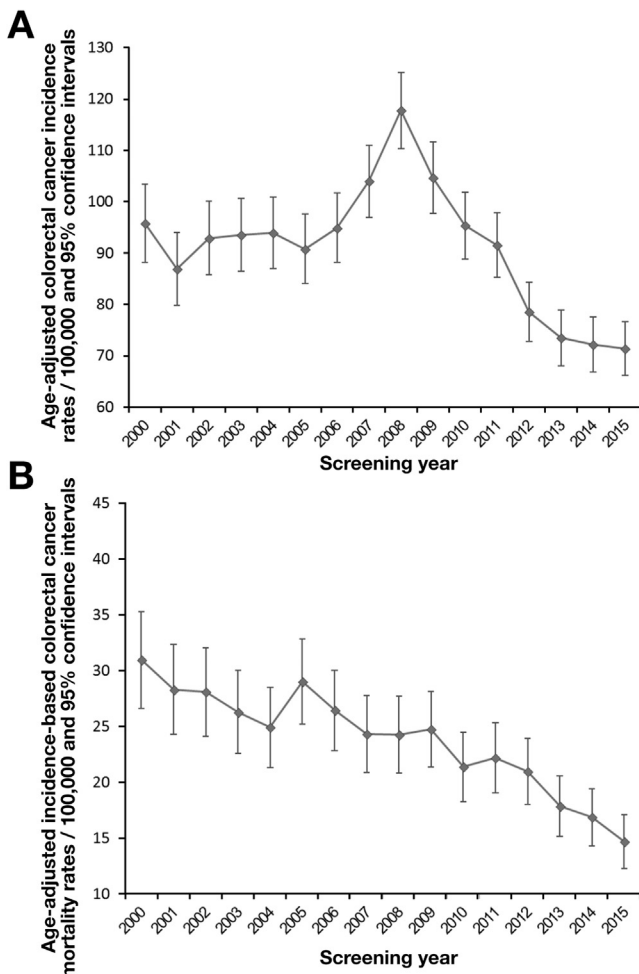 A
Age-adjusted colorectal cancer incidence
rates / 100,000 and 95% confidence intervals
130
120
110
100
90
80
70
60
2000 2001 2002 2003 2004 2005 2006 2007 2008 2009 2010 2011 2012 2013 2014 2015
Screening year
B
Age-adjusted incidence-based colorectal cancer
mortality rates / 100,000 and 95% confidence intervals
45
40
35
30
25
20
15
10
2000 2001 2002 2003 2004 2005 2006 2007 2008 2009 2010 2011 2012 2013 2014 2015
Screening year